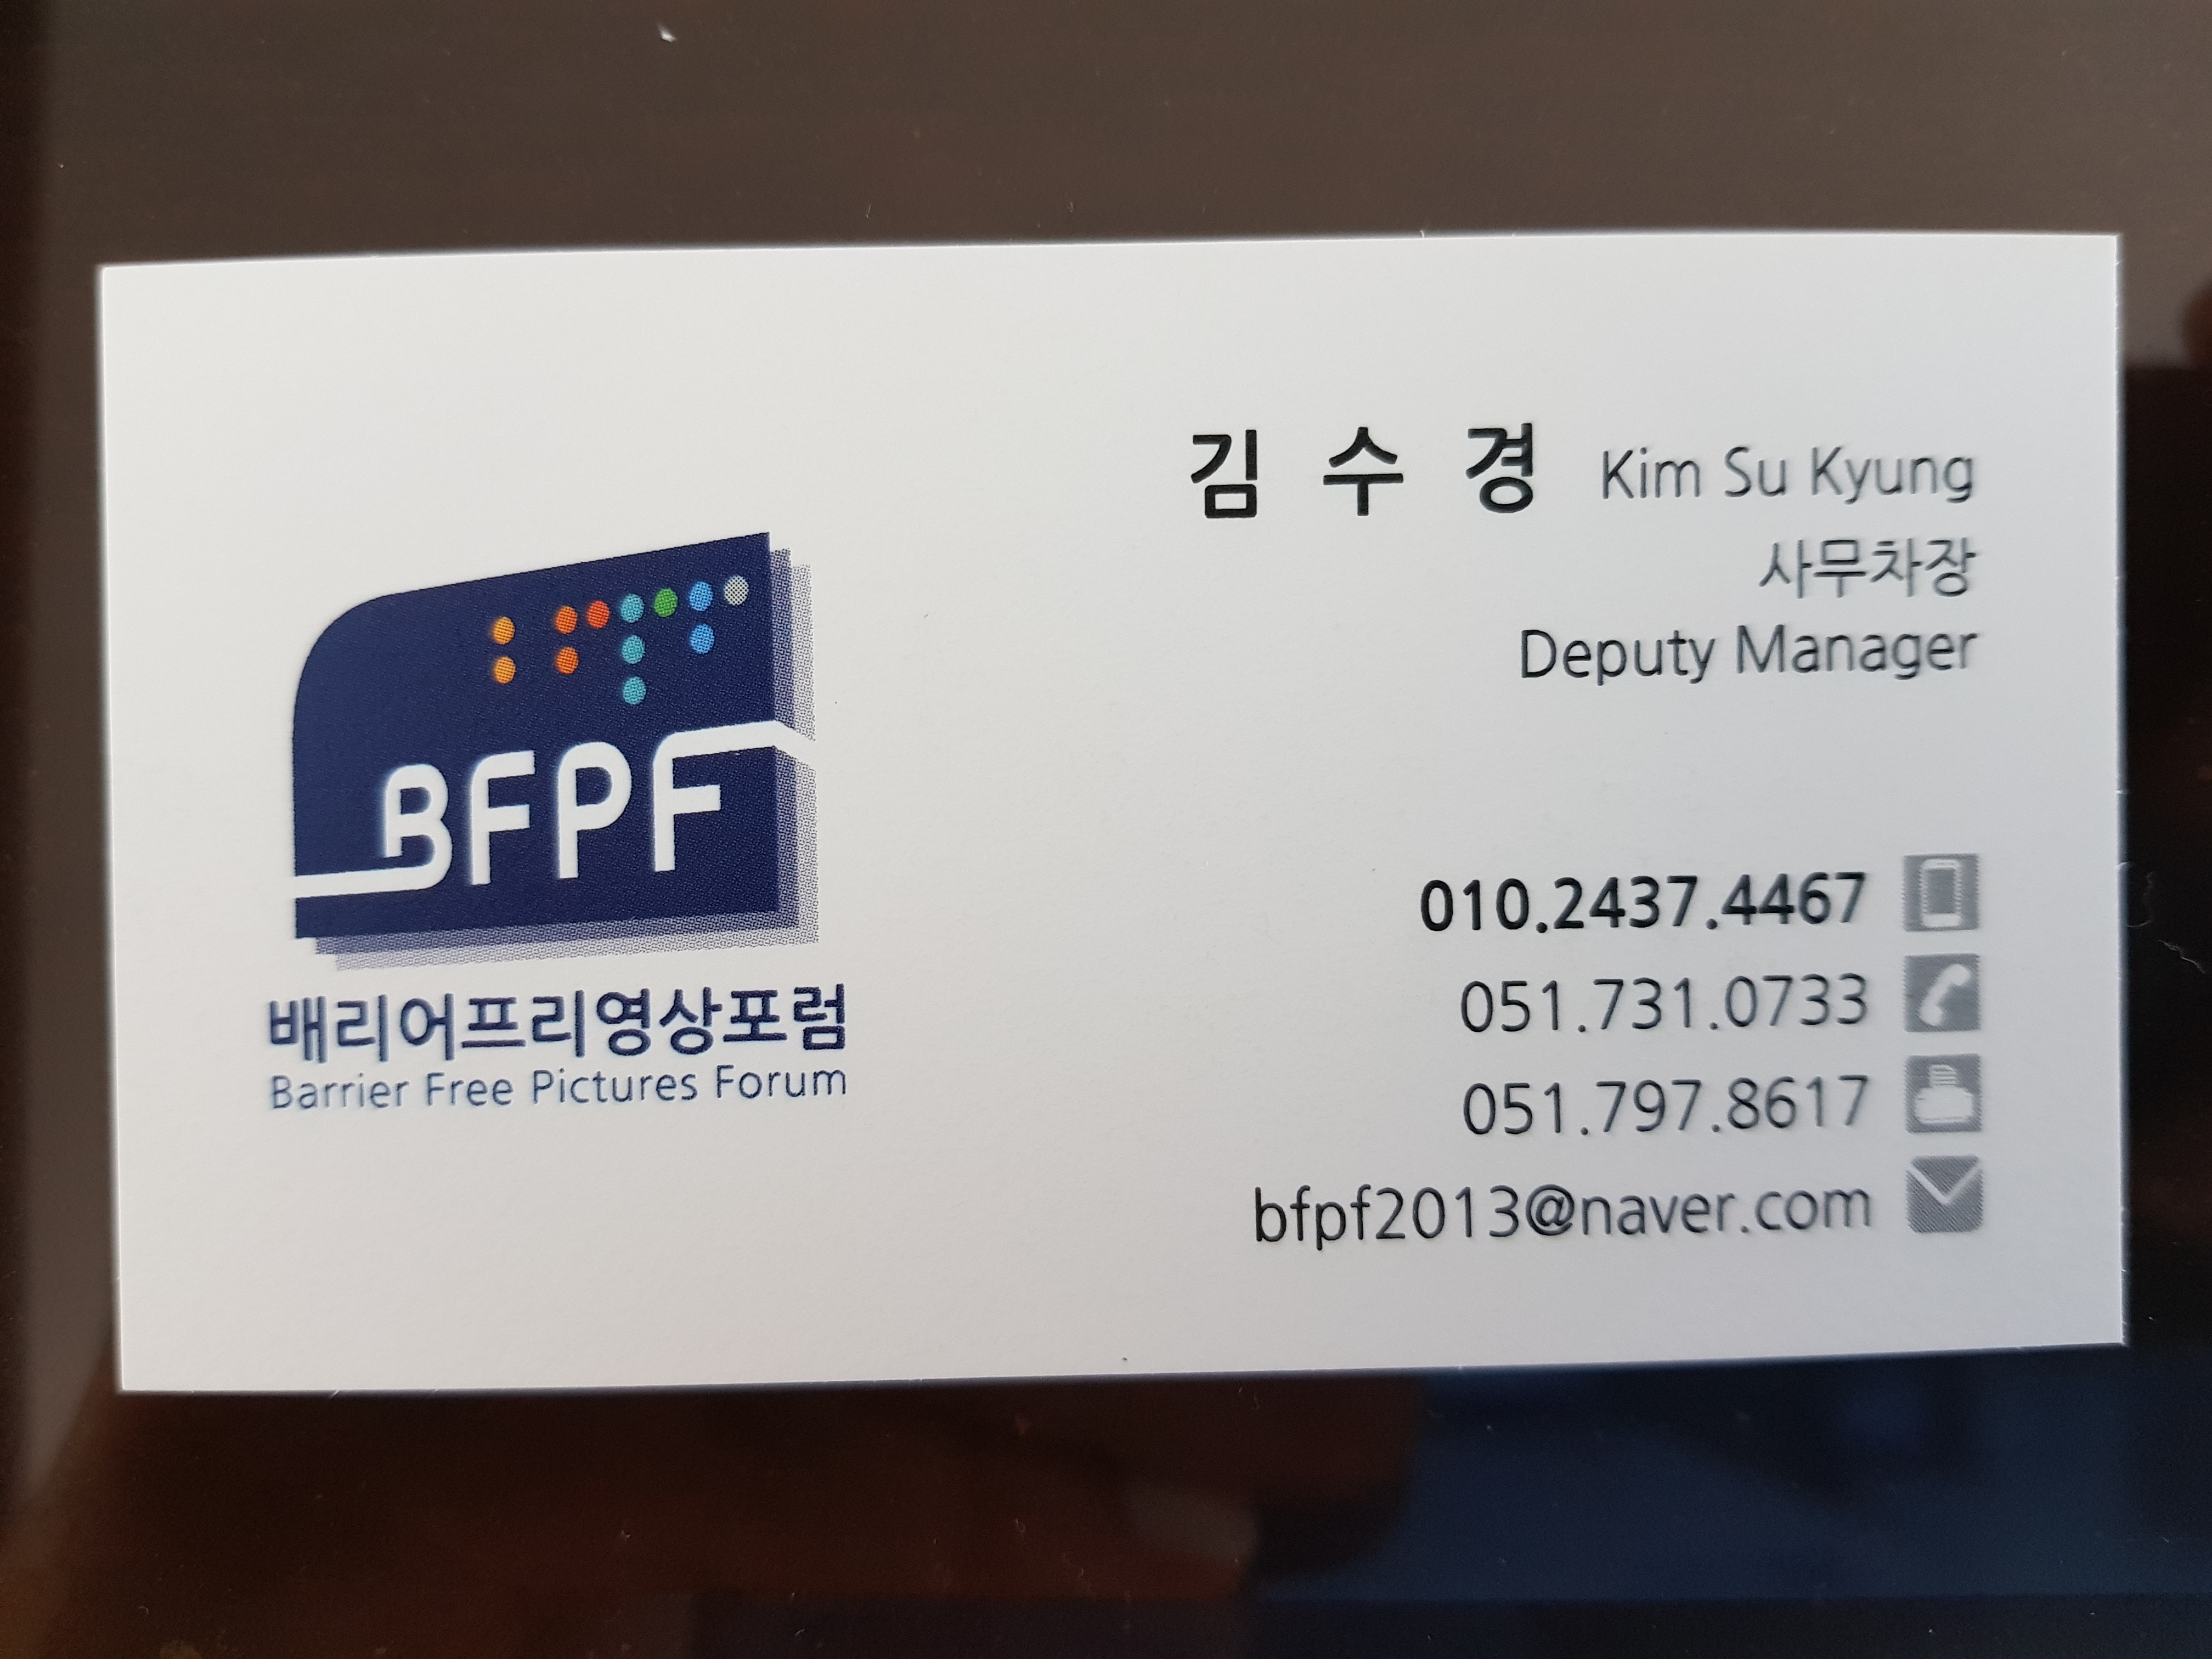 BFPF
배리어프리영상포럼
Barrier Free Pictures Forum
김 수 경 Kim Su Kyung
사무차장
Deputy Manager
010.2437.4467
051.731.0733
051.797.8617
bfpf2013@naver.com